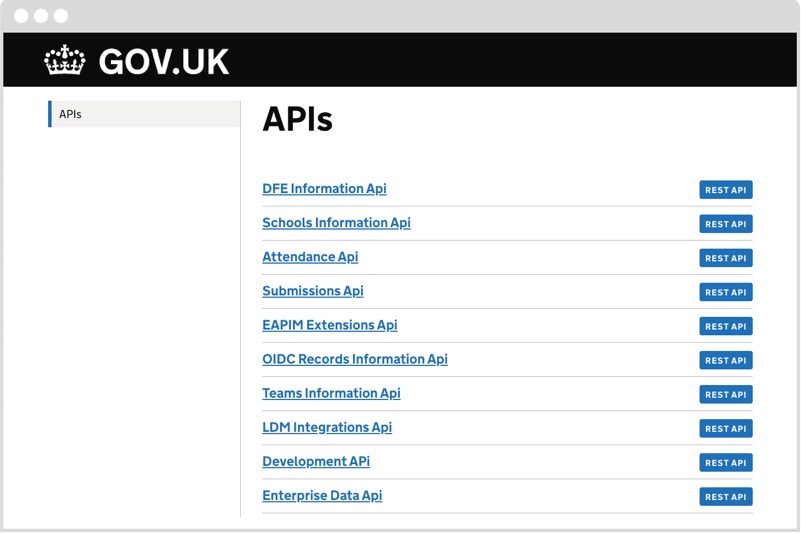 GOV.UK
APIs
APIs
DFE Information Api REST API
Schools Information Api REST API
Attendance Api REST API
Submissions Api REST API
EAPIM Extensions Api REST API
OIDC Records Information Api REST API
Teams Information Api REST API
LDM Integrations Api REST API
Development APi REST API
Enterprise Data Api REST API